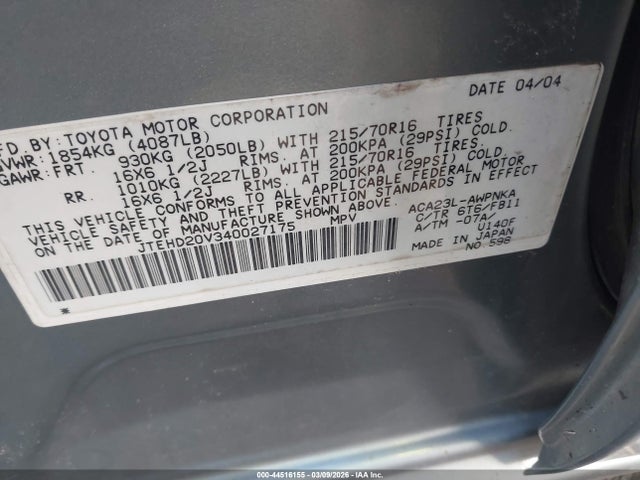 DATE 04/04
FD. BY: TOYOTA MOTOR CORPORATION
VWR: 1854KG (4087LB)
GAWR: FRT. 930KG (2050LB) WITH 215/70R16 TIRES
16X6 1/2J RIMS. AT 200KPA (29PSI) COLD.
RR. 1010KG (2227LB) WITH 215/70R16 TIRES
16X6 1/2J RIMS. AT 200KPA (29PSI) COLD.
THIS VEHICLE CONFORMS TO ALL APPLICABLE FEDERAL MOTOR
VEHICLE SAFETY AND THEFT PREVENTION STANDARDS IN EFFECT
ON THE DATE OF MANUFACTURE SHOWN ABOVE.
JTEHD20V340027175 MPV
ACA23L-AWPNKA
C/TR 6T6/FB11
A/TM -07A/ U140F
MADE IN JAPAN
NO 598
000-44516155 - 03/09/2026 - IAA Inc.